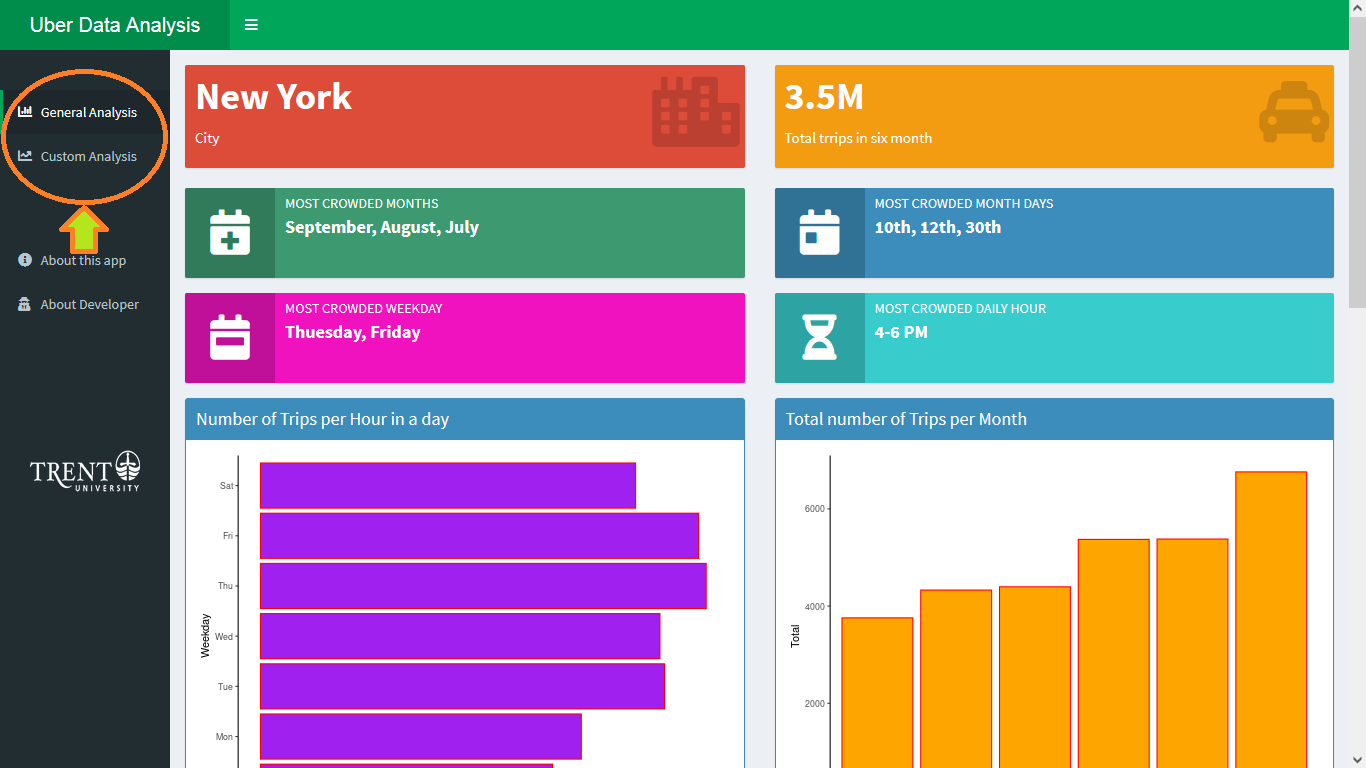 Uber Data Analysis
General Analysis
Custom Analysis
About this app
About Developer
TRENT
UNIVERSITY
New York
City
3.5M
Total trrips in six month
MOST CROWDED MONTHS
September, August, July
MOST CROWDED MONTH DAYS
10th, 12th, 30th
MOST CROWDED WEEKDAY
Thuesday, Friday
MOST CROWDED DAILY HOUR
4-6 PM
Number of Trips per Hour in a day
Sat
Fri
Thu
Wed
Tue
Mon
Weekday
Total number of Trips per Month
6000
4000
2000
Total